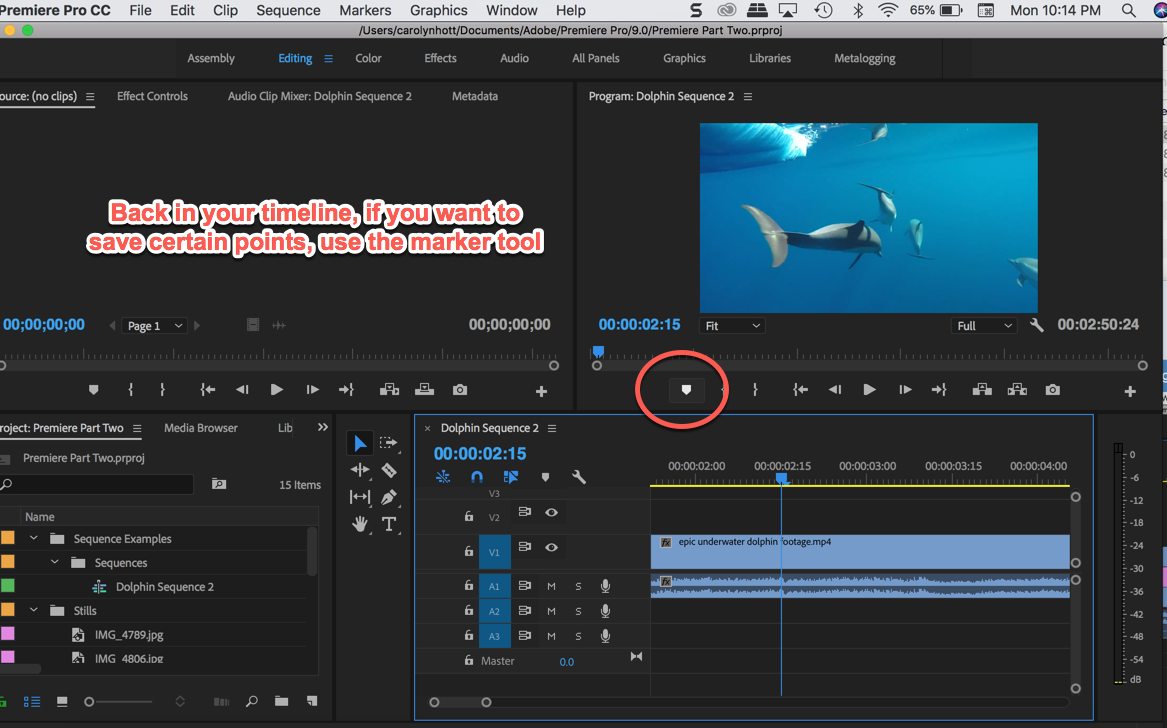 Premiere Pro CC File Edit Clip Sequence Markers Graphics Window Help 65% Mon 10:14 PM
/Users/carolynhott/Documents/Adobe/Premiere Pro/9.0/Premiere Part Two.prproj
Assembly Editing Color Effects Audio All Panels Graphics Libraries Metalogging
ource: (no clips) Effect Controls Audio Clip Mixer: Dolphin Sequence 2 Metadata
Program: Dolphin Sequence 2
Back in your timeline, if you want to
save certain points, use the marker tool
00;00;00;00 Page 1 00;00;00;00
00:00:02:15 Fit Full 00:02:50:24
roject: Premiere Part Two Media Browser Lib
Premiere Part Two.prproj
15 Items
Name
Sequence Examples
Sequences
Dolphin Sequence 2
Stills
IMG_4789.jpg
IMG_4806.jpg
× Dolphin Sequence 2
00:00:02:15
00:00:02:00 00:00:02:15 00:00:03:00 00:00:03:15 00:00:04:00
V3
V2
V1 fx epic underwater dolphin footage.mp4
A1 M S fx
A2 M S
A3 M S
Master 0.0
0
-6
-12
-18
-24
-30
-36
-42
-48
-54
dB